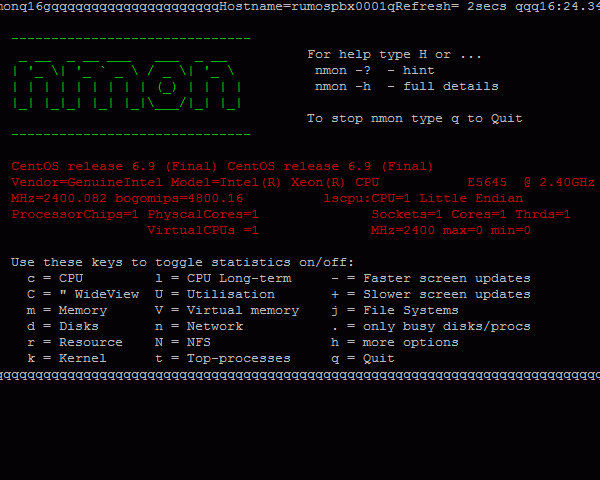 monq16gqqqqqqqqqqqqqqqqqqqqqHostname=rumospbx0001qRefresh= 2secs qqq16:24.34
------------------------------
nmon
For help type H or ...
nmon -?  - hint
nmon -h  - full details
To stop nmon type q to Quit
------------------------------
CentOS release 6.9 (Final) CentOS release 6.9 (Final)
Vendor=GenuineIntel Model=Intel(R) Xeon(R) CPU           E5645  @ 2.40GHz
MHz=2400.082 bogomips=4800.16          lscpu:CPU=1 Little Endian
ProcessorChips=1 PhyscalCores=1              Sockets=1 Cores=1 Thrds=1
VirtualCPUs =1              MHz=2400 max=0 min=0
Use these keys to toggle statistics on/off:
c = CPU        l = CPU Long-term     - = Faster screen updates
C = " WideView  U = Utilisation      + = Slower screen updates
m = Memory     V = Virtual memory    j = File Systems
d = Disks      n = Network           . = only busy disks/procs
r = Resource   N = NFS               h = more options
k = Kernel     t = Top-processes     q = Quit
qqqqqqqqqqqqqqqqqqqqqqqqqqqqqqqqqqqqqqqqqqqqqqqqqqqqqqqqqqqqqqqqqqqqqqqqqqq